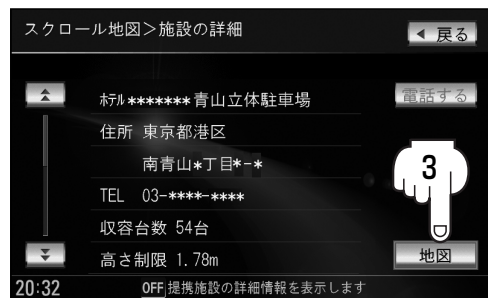 スクロール地図＞施設の詳細
戻る
ﾎﾃﾙ*******青山立体駐車場
電話する
住所 東京都港区
南青山*丁目*-*
3
TEL 03-****-****
収容台数 54台
高さ制限 1.78m
地図
20:32 OFF 提携施設の詳細情報を表示します